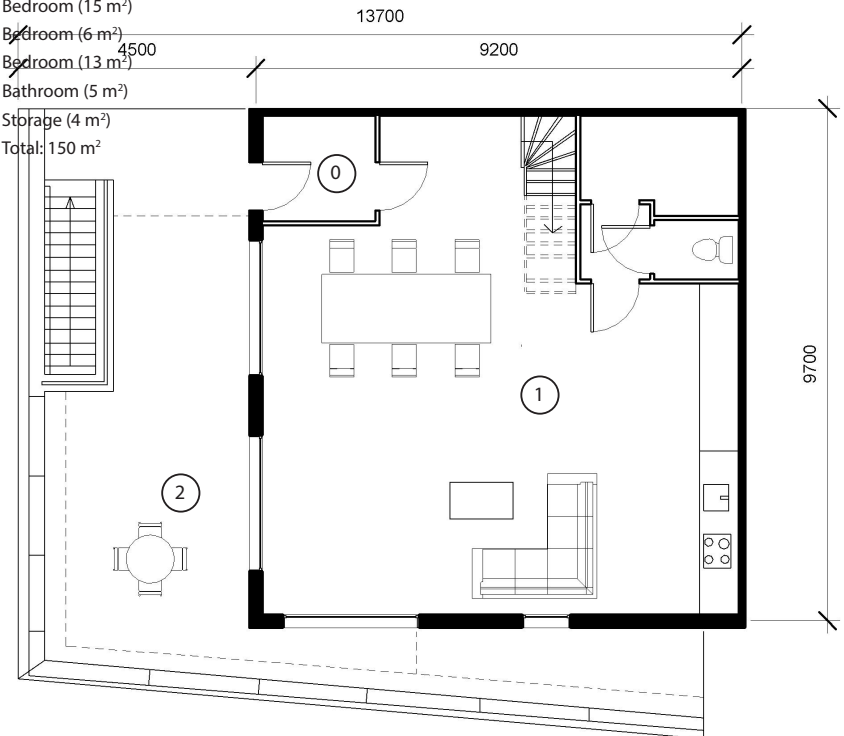 Bedroom (15 m²)
13700
Bedroom (6 m²)
4500
9200
Bedroom (13 m²)
Bathroom (5 m²)
Storage (4 m²)
Total: 150 m²
0
9700
1
2